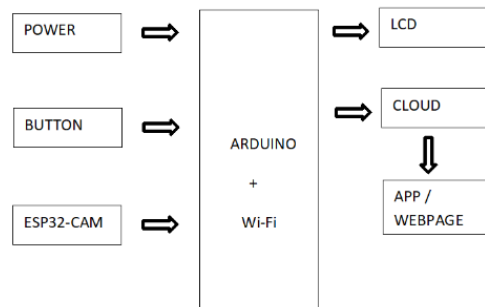 POWER
BUTTON
ESP32-CAM
ARDUINO
+
Wi-Fi
LCD
CLOUD
APP /
WEBPAGE